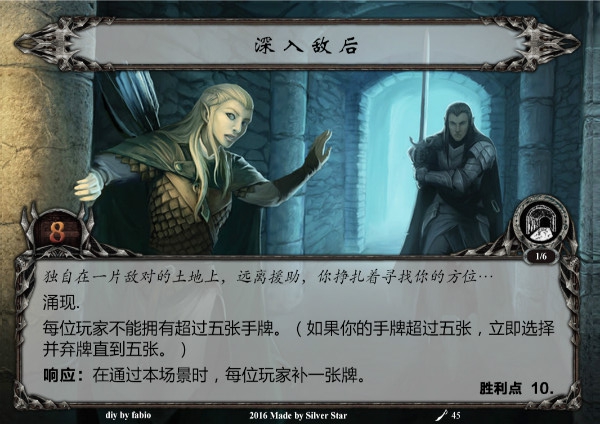 深入敌后
8
1/6
独自在一片敌对的土地上，远离援助，你挣扎着寻找你的方位…
涌现.
每位玩家不能拥有超过五张手牌。（如果你的手牌超过五张，立即选择
并弃牌直到五张。）
响应：在通过本场景时，每位玩家补一张牌。
胜利点 10.
diy by fabio
2016 Made by Silver Star
45